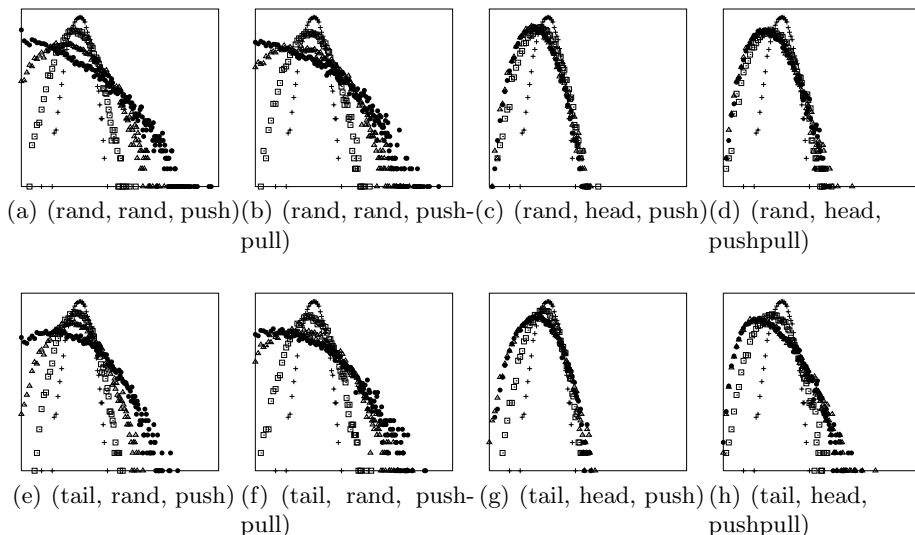 (a) (rand, rand, push)
(b) (rand, rand, push-
pull)
(c) (rand, head, push)
(d) (rand, head,
pushpull)
(e) (tail, rand, push)
(f) (tail, rand, push-
pull)
(g) (tail, head, push)
(h) (tail, head,
pushpull)